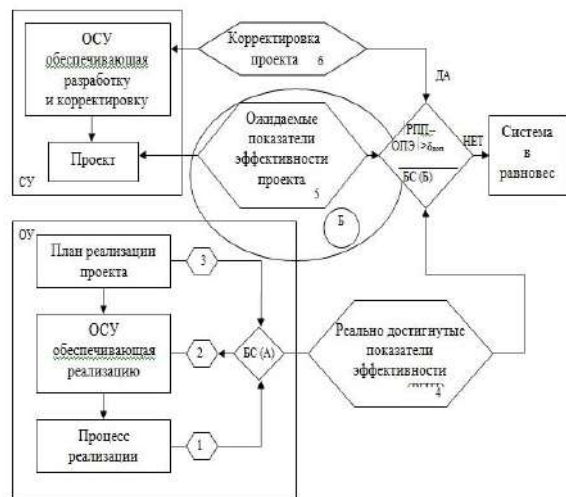 ОСУ
обеспечивающая
разработку
и корректировку
Проект
СУ
Корректировка
проекта 6
ДА
Ожидаемые
показатели
эффективности
проекта
5
Б
ОПЭ
НЕТ
БС (Б)
Система
в
равновес
ОУ
План реализации
проекта
3
ОСУ
обеспечивающая
реализацию
2
БС (А)
Процесс
реализации
1
Реально достигнутые
показатели
эффективности
4